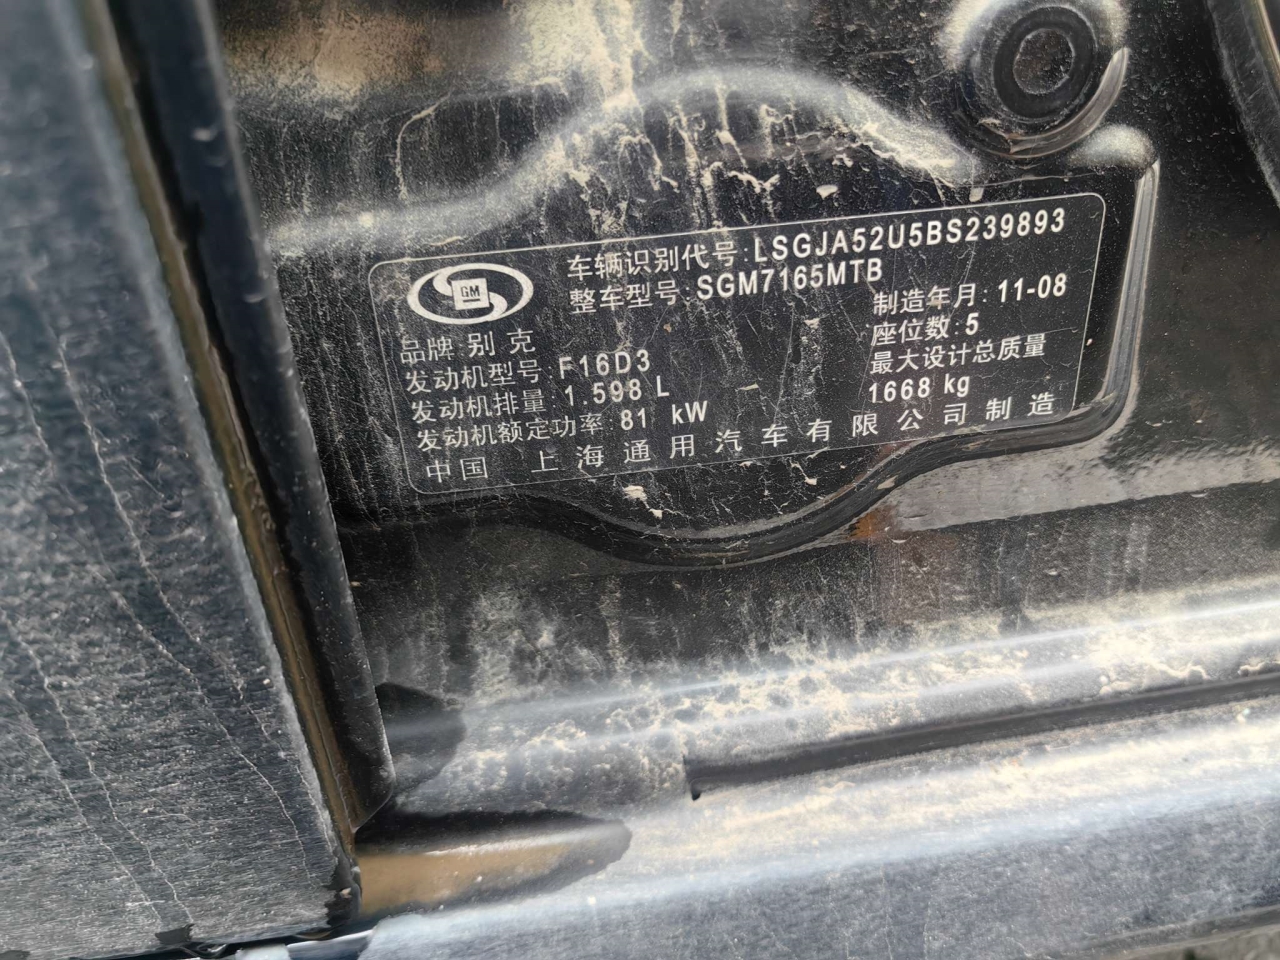 GM
车辆识别代号:LSGJA52U5BS239893
整车型号:SGM7165MTB
品牌:别克
制造年月:11-08
发动机型号:F16D3
座位数:5
发动机排量:1.598 L
最大设计总质量
发动机额定功率:81 kW
1668 kg
中国 上海通用汽车有限公司制造